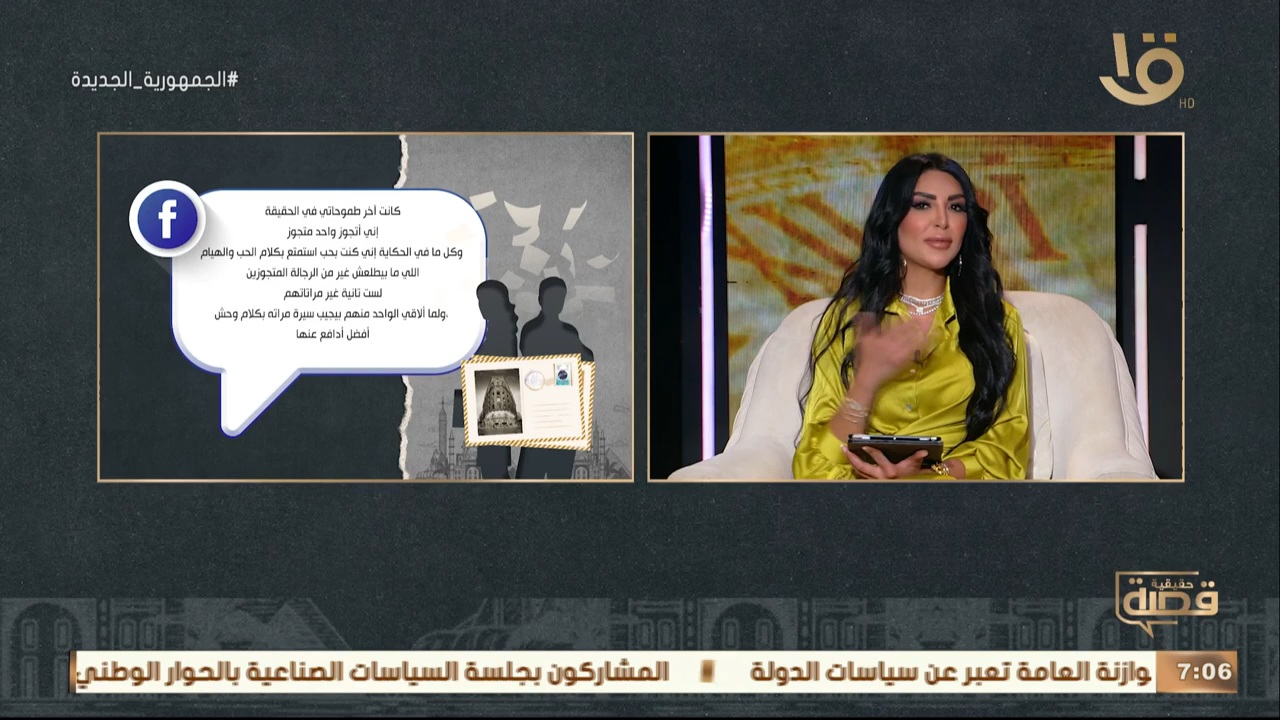 #الجمهورية_الجديدة
HD
كانت أخر طموحاتي في الحقيقة
إني أتجوز واحد متجوز
وكل ما في الحكاية إني كنت بحب استمتع بكلام الحب والهيام
اللي ما بيطلعش غير من الرجالة المتجوزين
لست تانية غير مراتاتهم
.ولما ألاقي الواحد منهم بيجيب سيرة مراته بكلام وحش
أفضل أدافع عنها
f
قصة حقيقية
7:06
وازنة العامة تعبر عن سياسات الدولة
المشاركون بجلسة السياسات الصناعية بالحوار الوطني